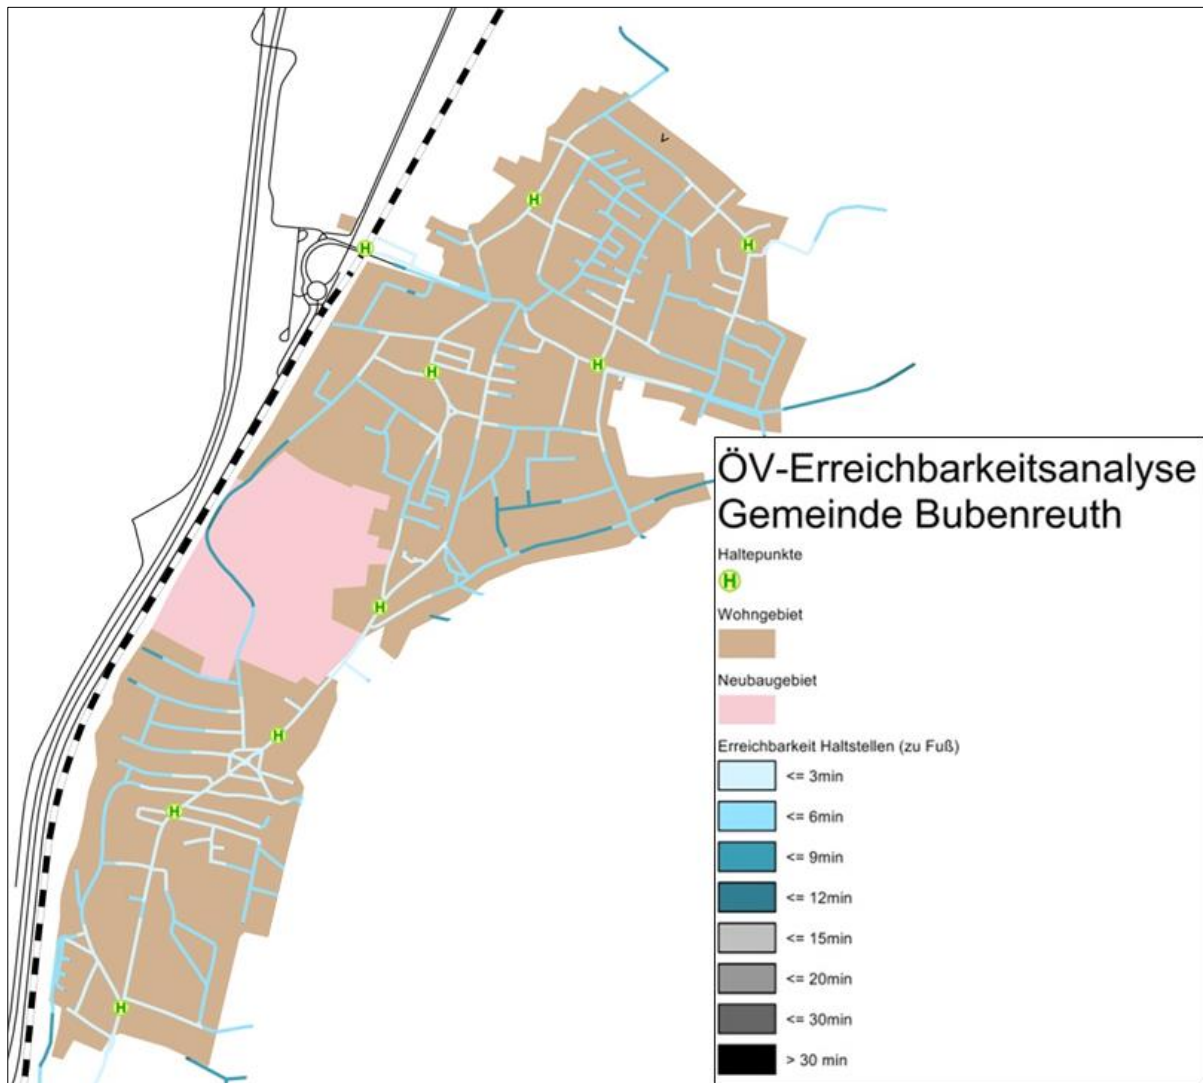 H
H
H
H
H
H
H
H
H
ÖV-Erreichbarkeitsanalyse
Gemeinde Bubenreuth
Haltepunkte
H
Wohngebiet
Neubaugebiet
Erreichbarkeit Haltstellen (zu Fuß)
<= 3min
<= 6min
<= 9min
<= 12min
<= 15min
<= 20min
<= 30min
> 30 min